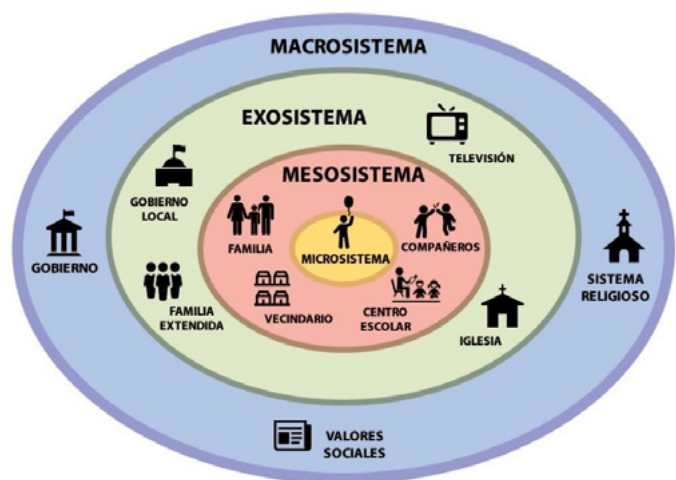 MACROSISTEMA
EXOSISTEMA
TELEVISIÓN
MESOSISTEMA
GOBIERNO
LOCAL
FAMILIA
COMPAÑEROS
MICROSISTEMA
GOBIERNO
SISTEMA
RELIGIOSO
FAMILIA
EXTENDIDA
VECINDARIO
CENTRO
ESCOLAR
IGLESIA
VALORES
SOCIALES